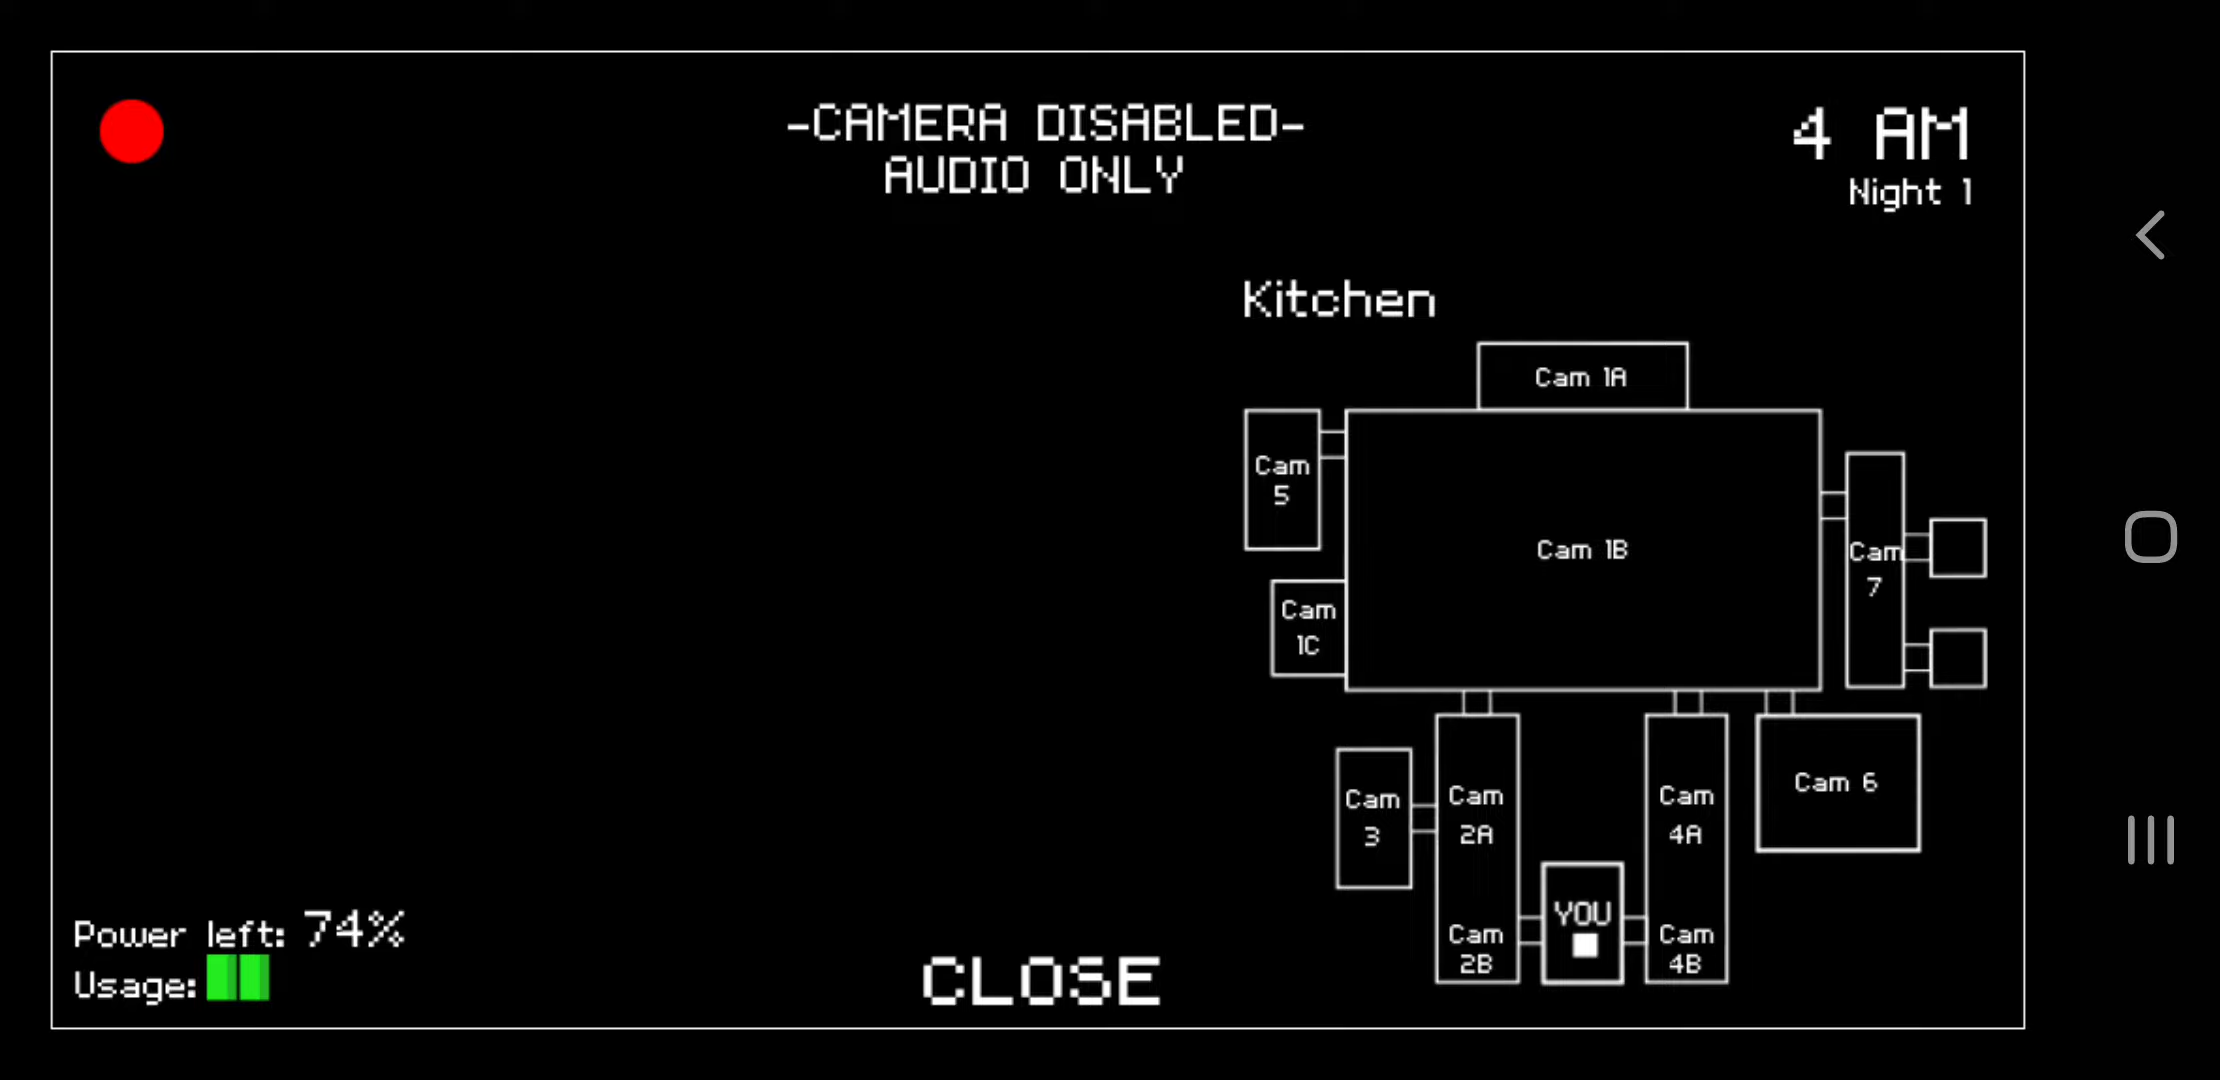 -CAMERA DISABLED-
AUDIO ONLY
4 AM
Night 1
Kitchen
Cam 1A
Cam
5
Cam 1B
Cam
7
Cam
1C
Cam
3
Cam
2A
Cam
4A
Cam 6
YOU
Cam
2B
Cam
4B
Power left: 74%
Usage:
CLOSE